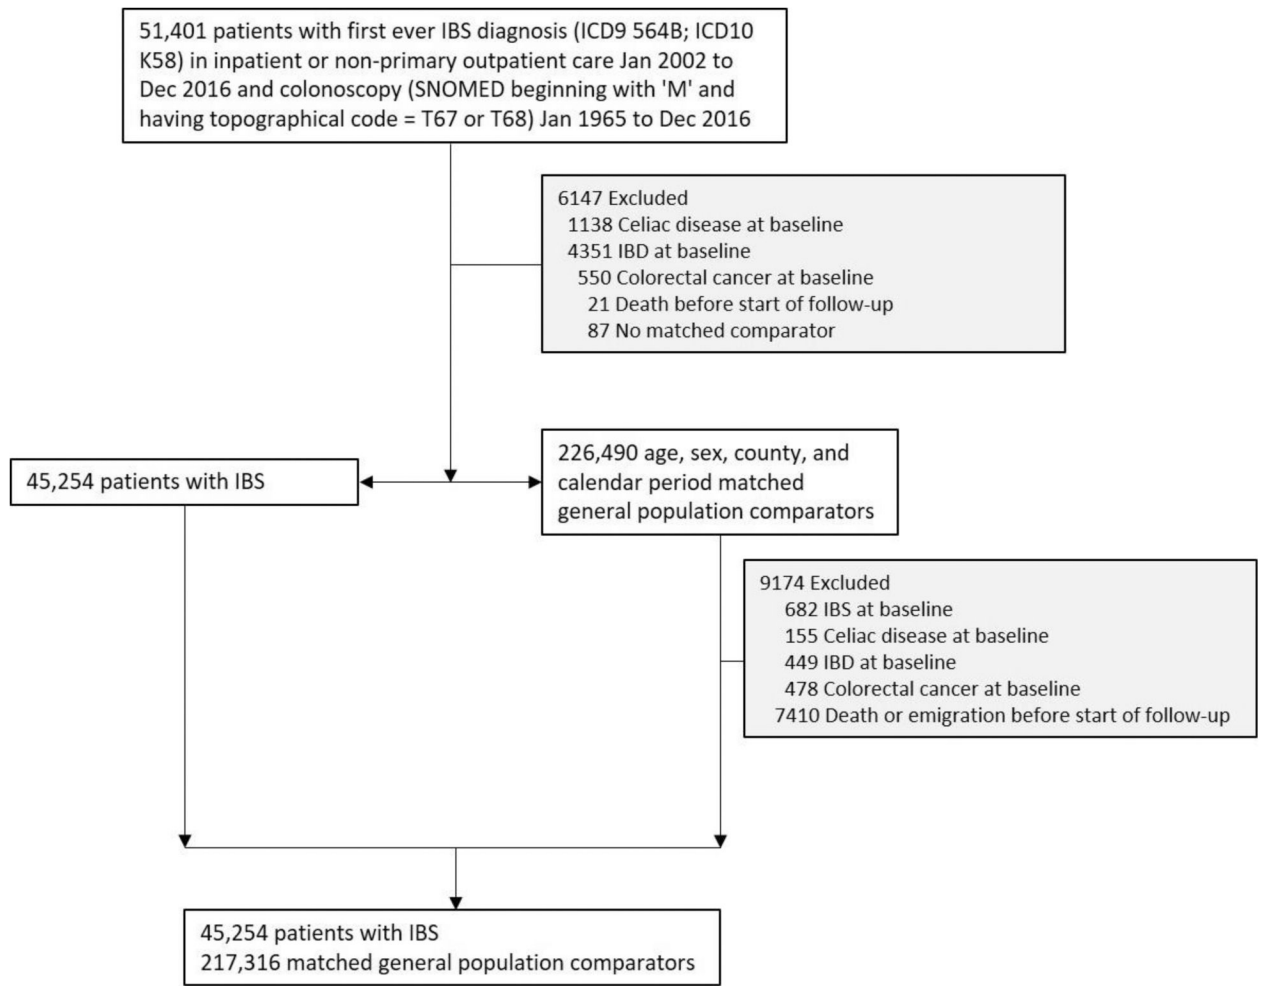 51,401 patients with first ever IBS diagnosis (ICD9 564B; ICD10
K58) in inpatient or non-primary outpatient care Jan 2002 to
Dec 2016 and colonoscopy (SNOMED beginning with 'M' and
having topographical code = T67 or T68) Jan 1965 to Dec 2016
6147 Excluded
1138 Celiac disease at baseline
4351 IBD at baseline
550 Colorectal cancer at baseline
21 Death before start of follow-up
87 No matched comparator
45,254 patients with IBS
226,490 age, sex, county, and
calendar period matched
general population comparators
9174 Excluded
682 IBS at baseline
155 Celiac disease at baseline
449 IBD at baseline
478 Colorectal cancer at baseline
7410 Death or emigration before start of follow-up
45,254 patients with IBS
217,316 matched general population comparators